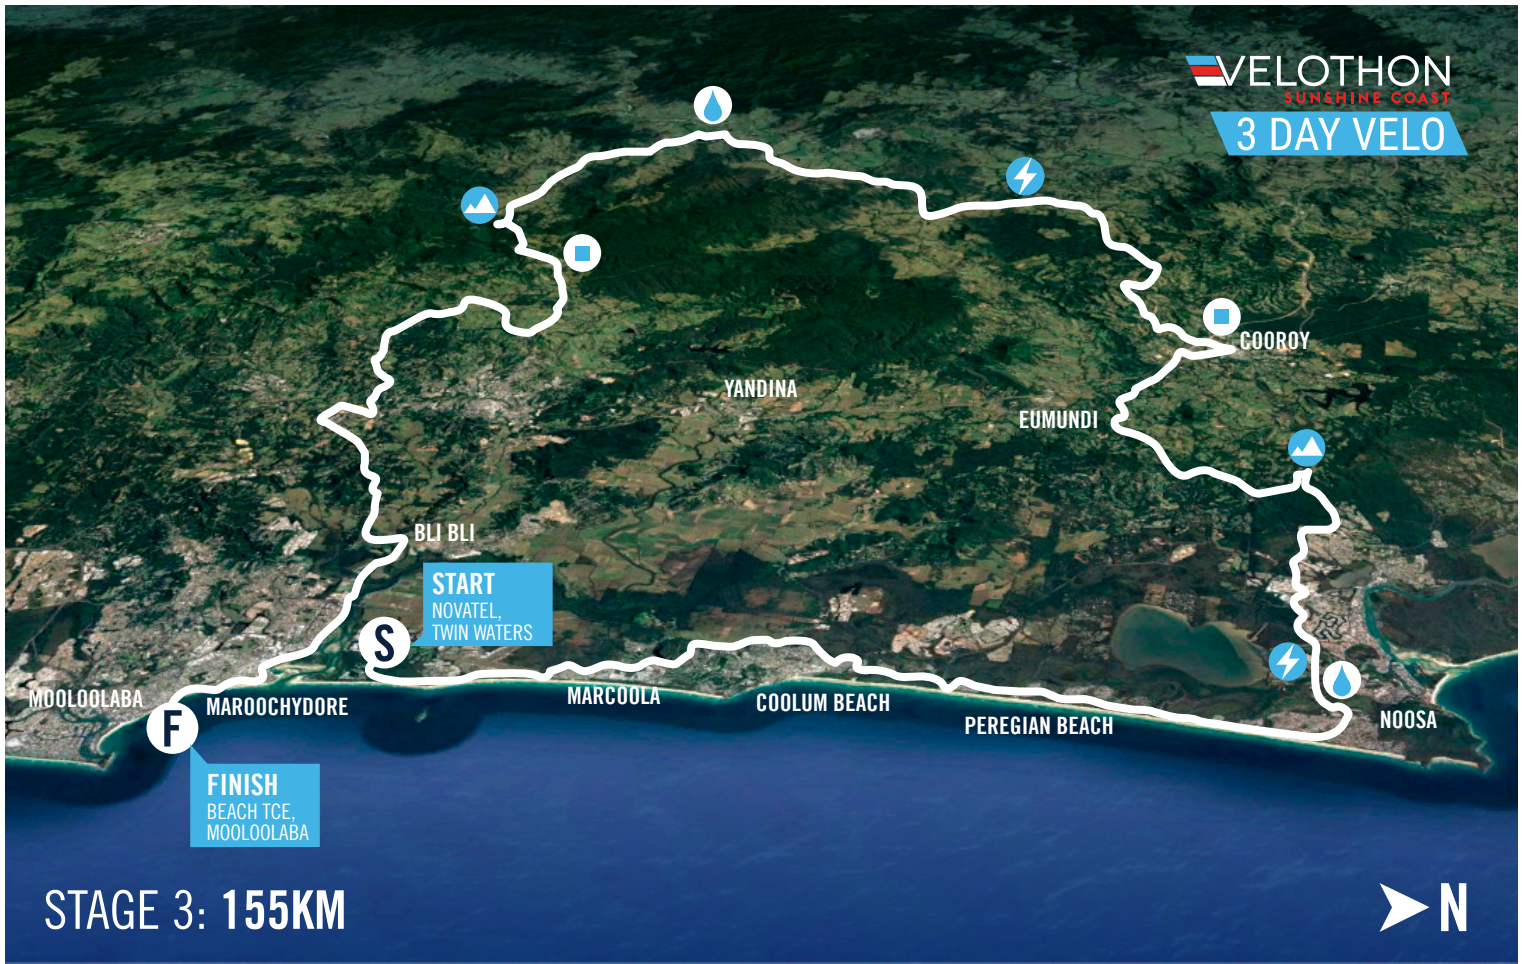 VELOTHON
SUNSHINE COAST
3 DAY VELO
COOROY
YANDINA
EUMUNDI
BLI BLI
START
NOVATEL,
TWIN WATERS
S
MOOLOOLABA
MAROOCHYDORE
MARCOOLA
COOLUM BEACH
PEREGIAN BEACH
NOOSA
F
FINISH
BEACH TCE,
MOOLOOLABA
STAGE 3: 155KM
N